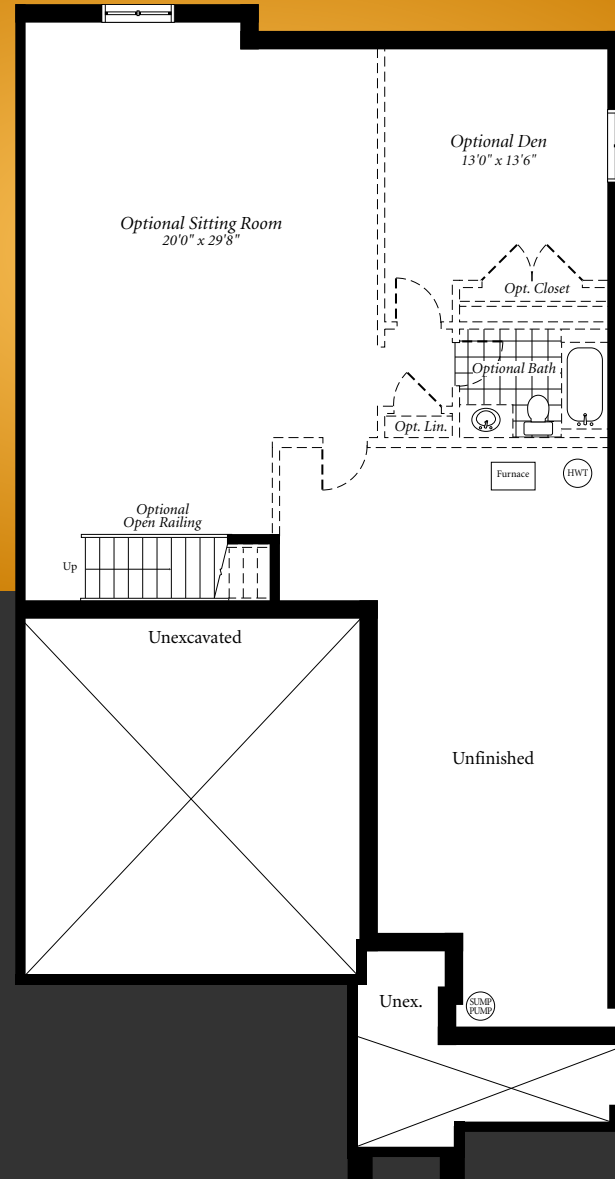 Optional Den
13'0" x 13'6"
Optional Sitting Room
20'0" x 29'8"
Opt. Closet
Optional Bath
Opt. Lin.
Furnace
HWT
Optional
Open Railing
Up
Unexcavated
Unfinished
Unex.
SUMP
PUMP